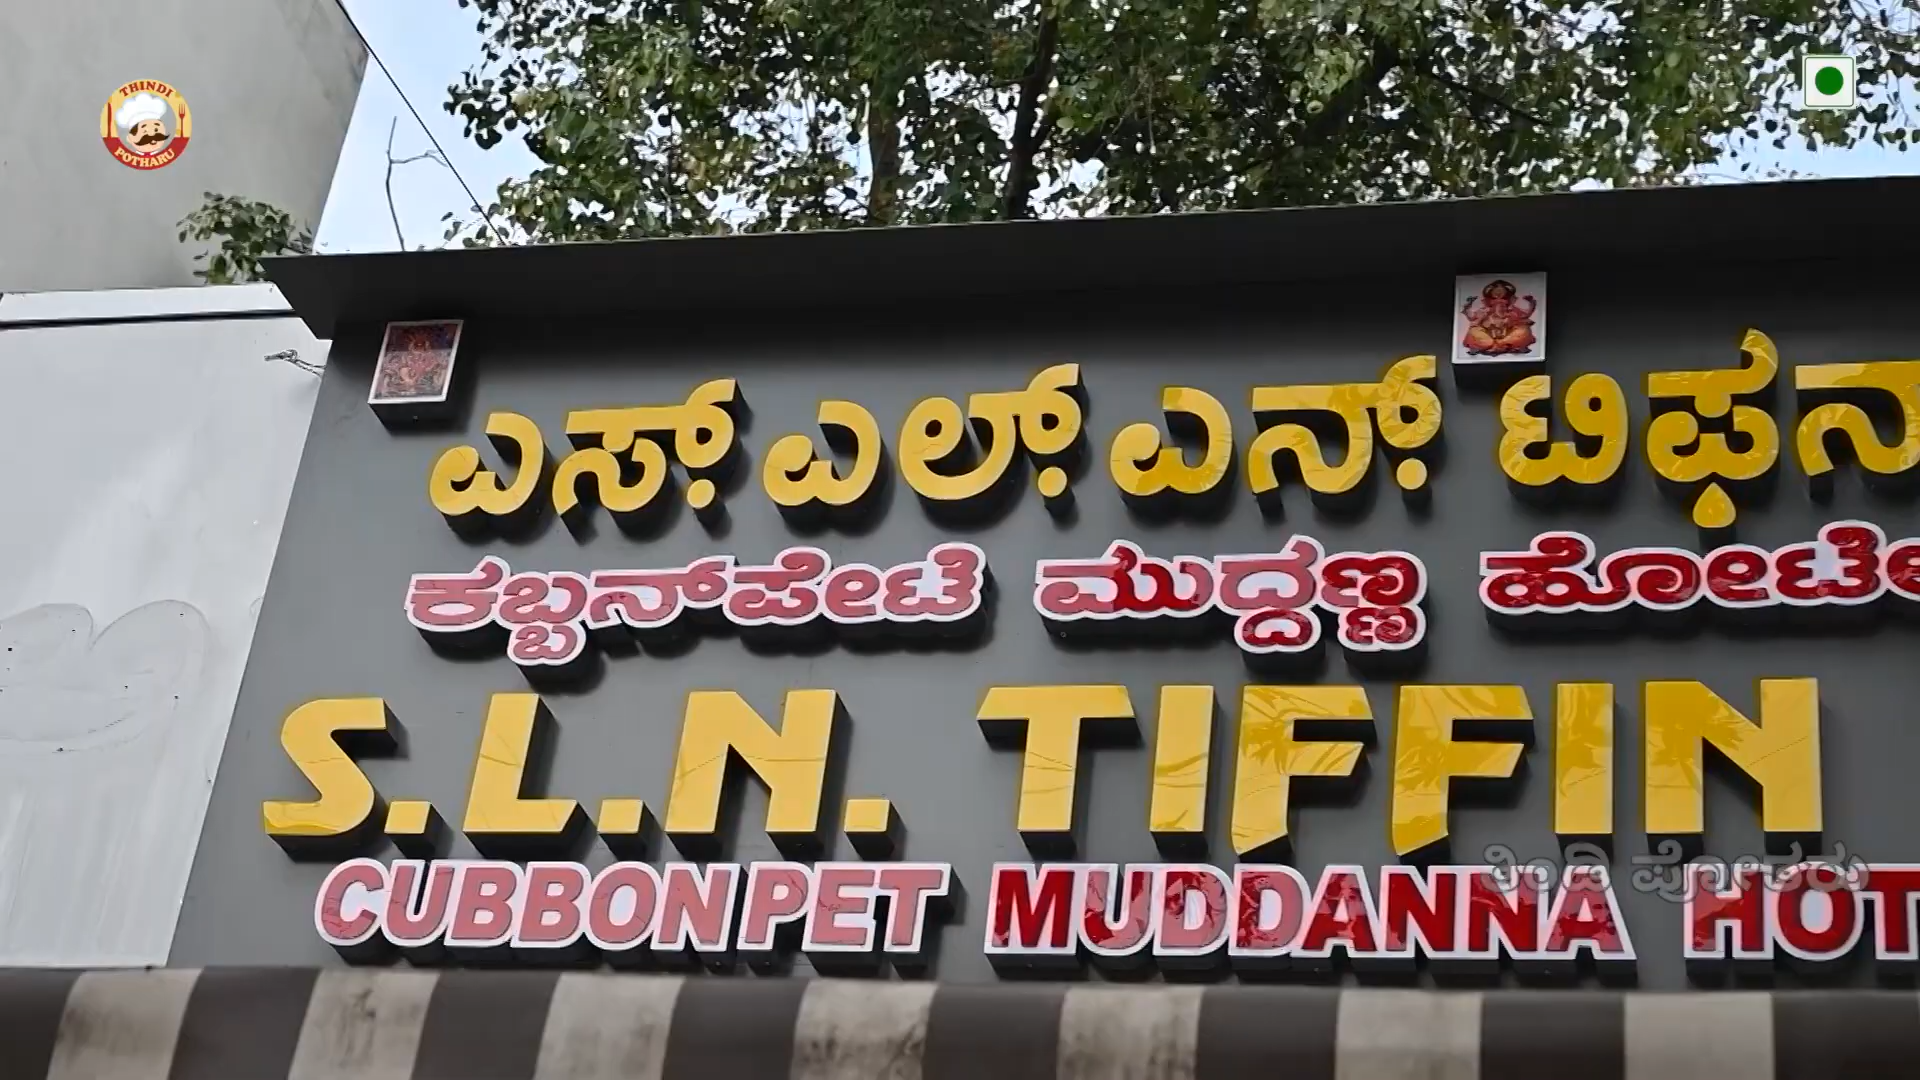 THINDI
POTHARU
ಎಸ್.ಎಲ್.ಎನ್. ಟಿಫನ
ಕಬ್ಬನ್‌ಪೇಟೆ ಮುದ್ದಣ್ಣ ಹೋಟೆಲ
S.L.N. TIFFIN
ತಿಂಡಿ ಪೋತರು
CUBBONPET MUDDANNA HOT